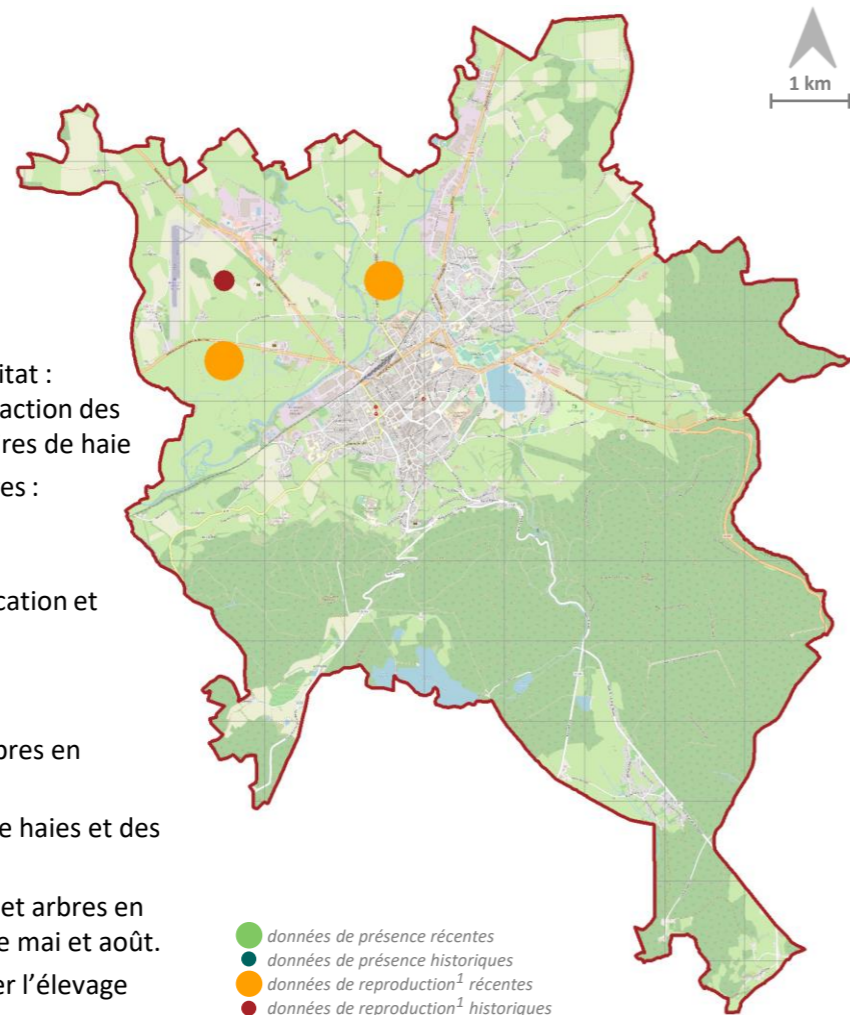 1 km
itat :
action des
res de haie
es :
cation et
bres en
e haies et des
et arbres en
e mai et août.
er l'élevage
données de présence récentes
données de présence historiques
données de reproduction¹ récentes
données de reproduction¹ historiques